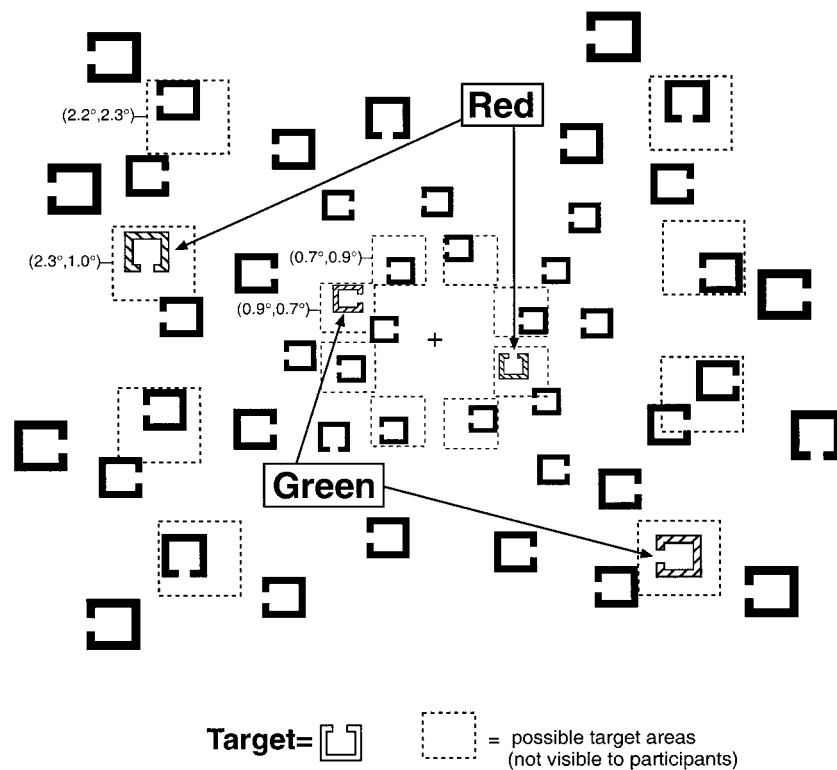 Red
(2.2°,2.3°)
(0.7°,0.9°)
(2.3°,1.0°)
(0.9°,0.7°)
+
Green
Target=
= possible target areas
(not visible to participants)